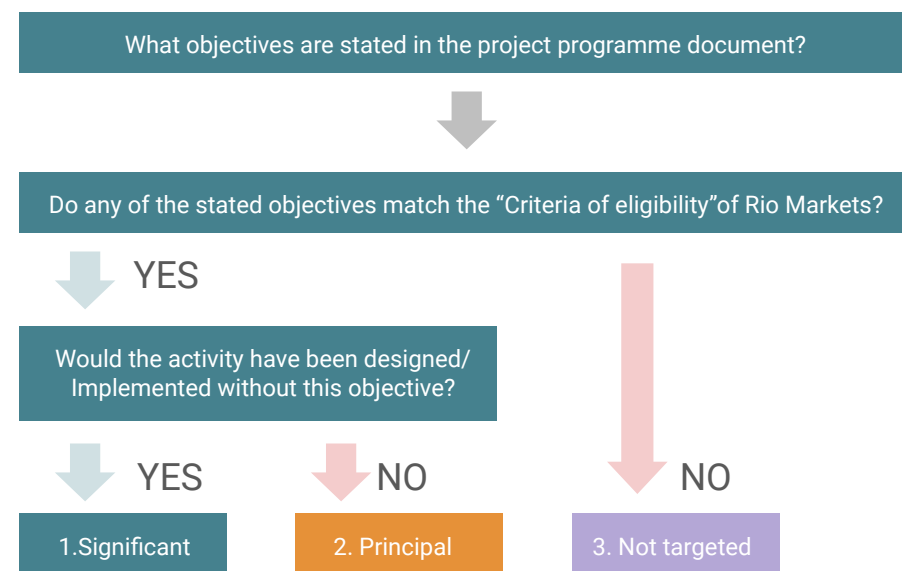 What objectives are stated in the project programme document?
Do any of the stated objectives match the “Criteria of eligibility”of Rio Markets?
YES
Would the activity have been designed/
Implemented without this objective?
YES
NO
NO
1.Significant
2. Principal
3. Not targeted